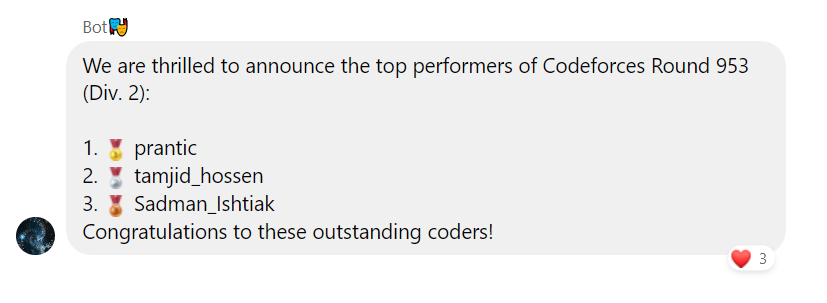 Bot🎭
We are thrilled to announce the top performers of Codeforces Round 953
(Div. 2):
1. 🥇 prantic
2. 🥈 tamjid_hossen
3. 🥉 Sadman_Ishtiak
Congratulations to these outstanding coders!
❤️ 3